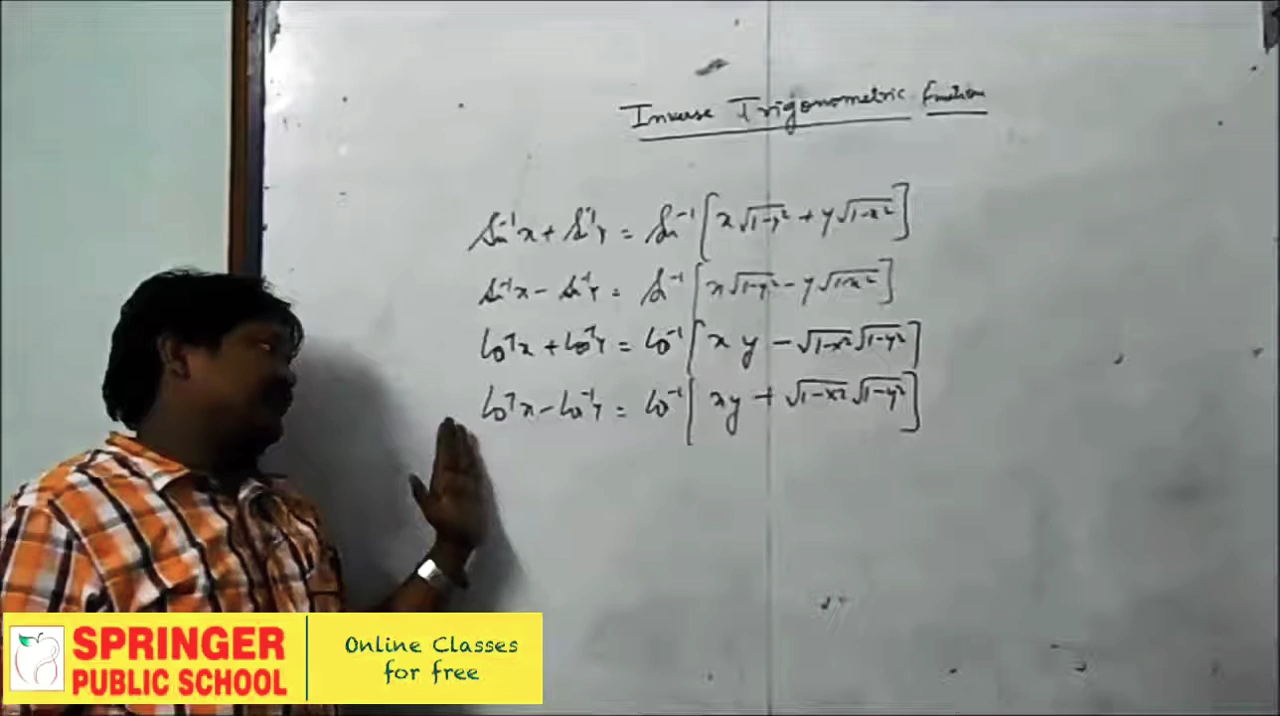 Inverse Trigonometric Functions
Sin⁻¹x + Sin⁻¹y = Sin⁻¹[x√1-y² + y√1-x²]
Sin⁻¹x - Sin⁻¹y = Sin⁻¹[x√1-y² - y√1-x²]
Cos⁻¹x + Cos⁻¹y = Cos⁻¹[xy - √1-x² √1-y²]
Cos⁻¹x - Cos⁻¹y = Cos⁻¹[xy + √1-x² √1-y²]
SPRINGER
PUBLIC SCHOOL
Online Classes
for free